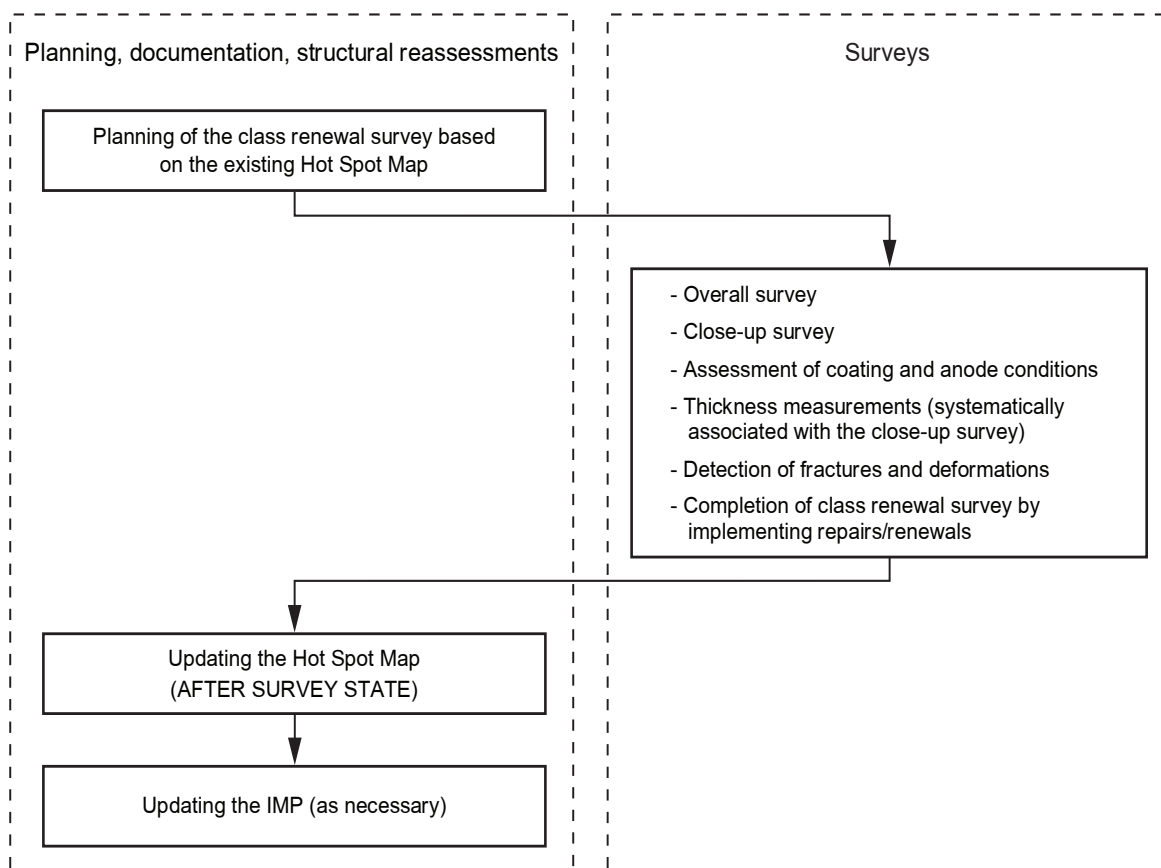 Planning, documentation, structural reassessments
Surveys
Planning of the class renewal survey based
on the existing Hot Spot Map
- Overall survey
- Close-up survey
- Assessment of coating and anode conditions
- Thickness measurements (systematically
associated with the close-up survey)
- Detection of fractures and deformations
- Completion of class renewal survey by
implementing repairs/renewals
Updating the Hot Spot Map
(AFTER SURVEY STATE)
Updating the IMP (as necessary)